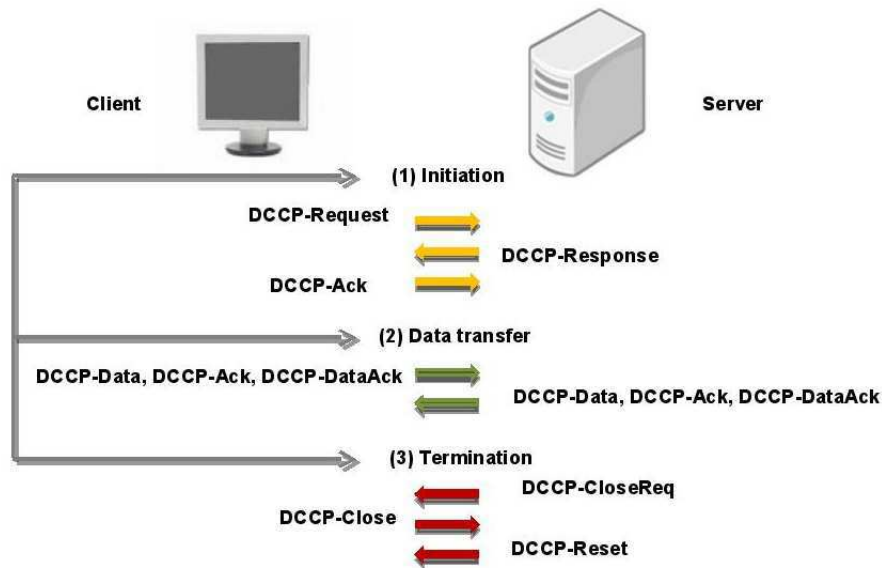 Client
Server
(1) Initiation
DCCP-Request
DCCP-Response
DCCP-Ack
(2) Data transfer
DCCP-Data, DCCP-Ack, DCCP-DataAck
DCCP-Data, DCCP-Ack, DCCP-DataAck
(3) Termination
DCCP-CloseReq
DCCP-Close
DCCP-Reset